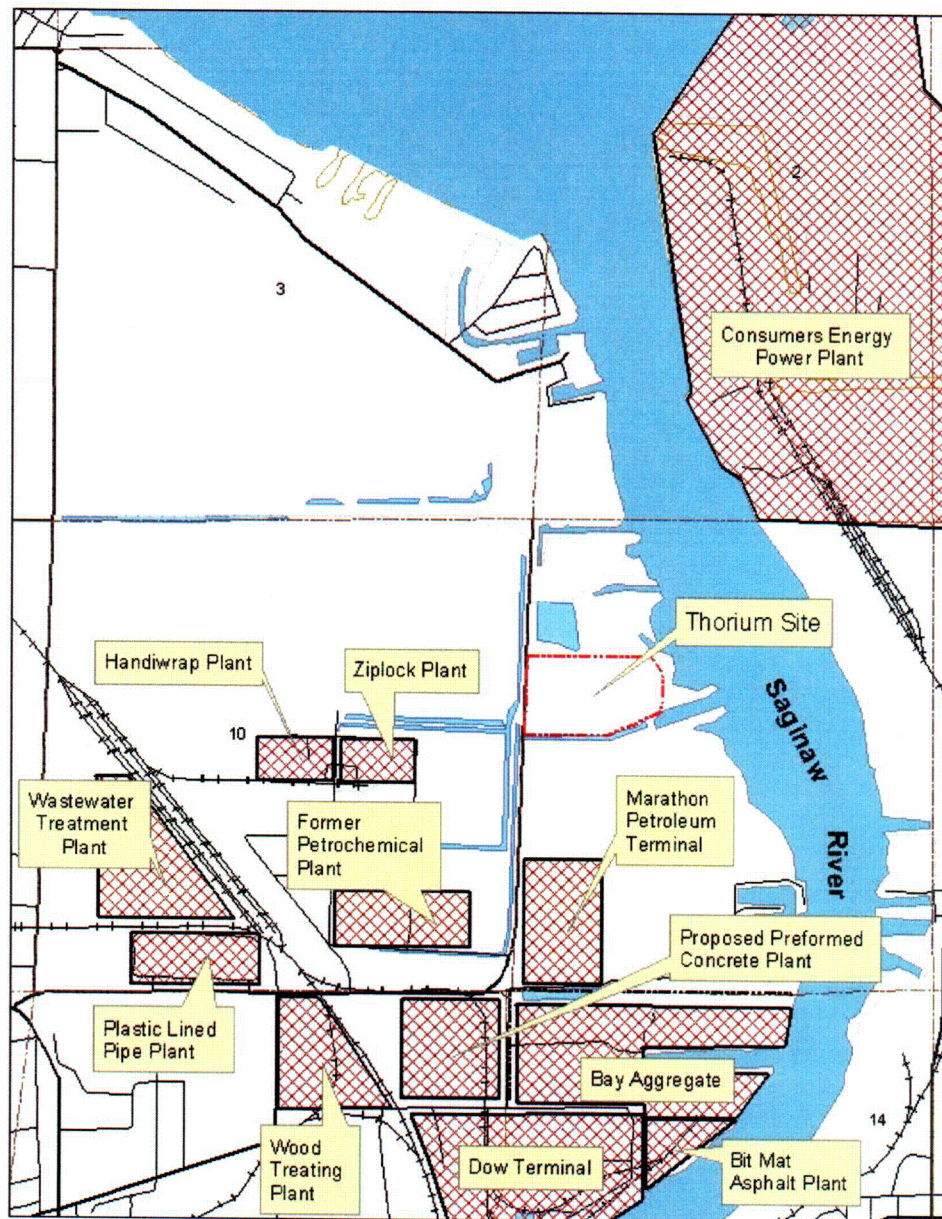 2
3
Consumers Energy
Power Plant
Thorium Site
Handiwrap Plant
Ziplock Plant
Saginaw
River
10
Wastewater
Treatment
Plant
Former
Petrochemical
Plant
Marathon
Petroleum
Terminal
Proposed Preformed
Concrete Plant
Plastic Lined
Pipe Plant
Bay Aggregate
14
Wood
Treating
Plant
Dow Terminal
Bit Mat
Asphalt Plant